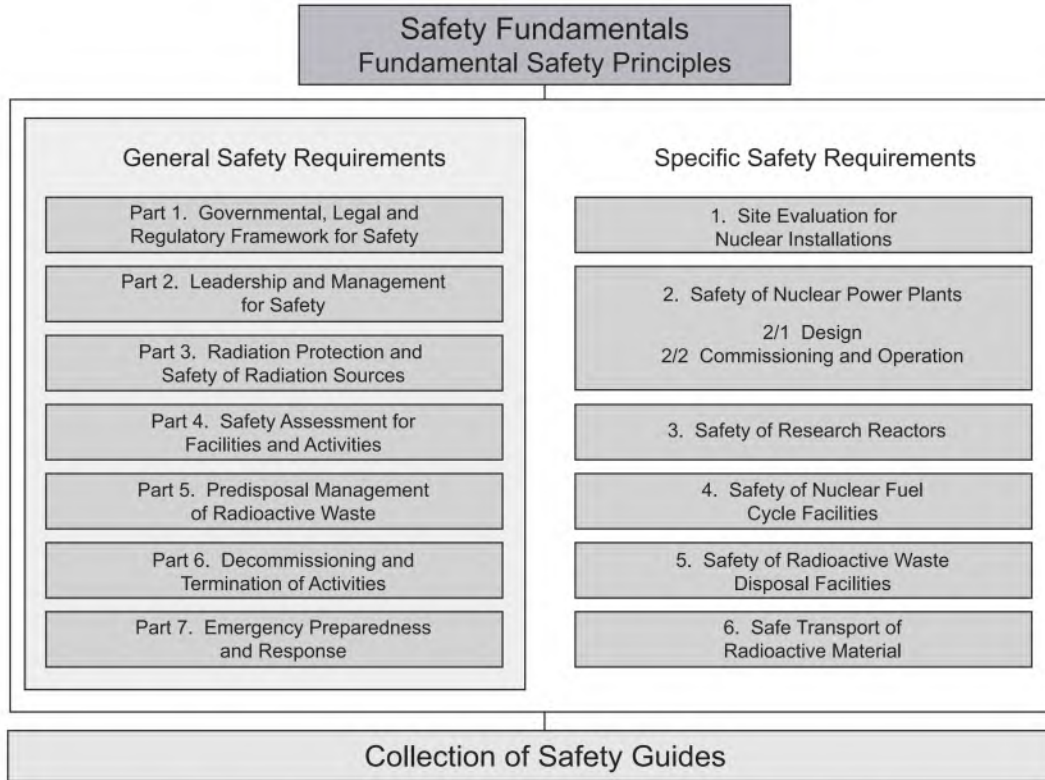 Safety Fundamentals
Fundamental Safety Principles
General Safety Requirements
Part 1. Governmental, Legal and
Regulatory Framework for Safety
Part 2. Leadership and Management
for Safety
Part 3. Radiation Protection and
Safety of Radiation Sources
Part 4. Safety Assessment for
Facilities and Activities
Part 5. Predisposal Management
of Radioactive Waste
Part 6. Decommissioning and
Termination of Activities
Part 7. Emergency Preparedness
and Response
Specific Safety Requirements
1. Site Evaluation for
Nuclear Installations
2. Safety of Nuclear Power Plants
2/1 Design
2/2 Commissioning and Operation
3. Safety of Research Reactors
4. Safety of Nuclear Fuel
Cycle Facilities
5. Safety of Radioactive Waste
Disposal Facilities
6. Safe Transport of
Radioactive Material
Collection of Safety Guides